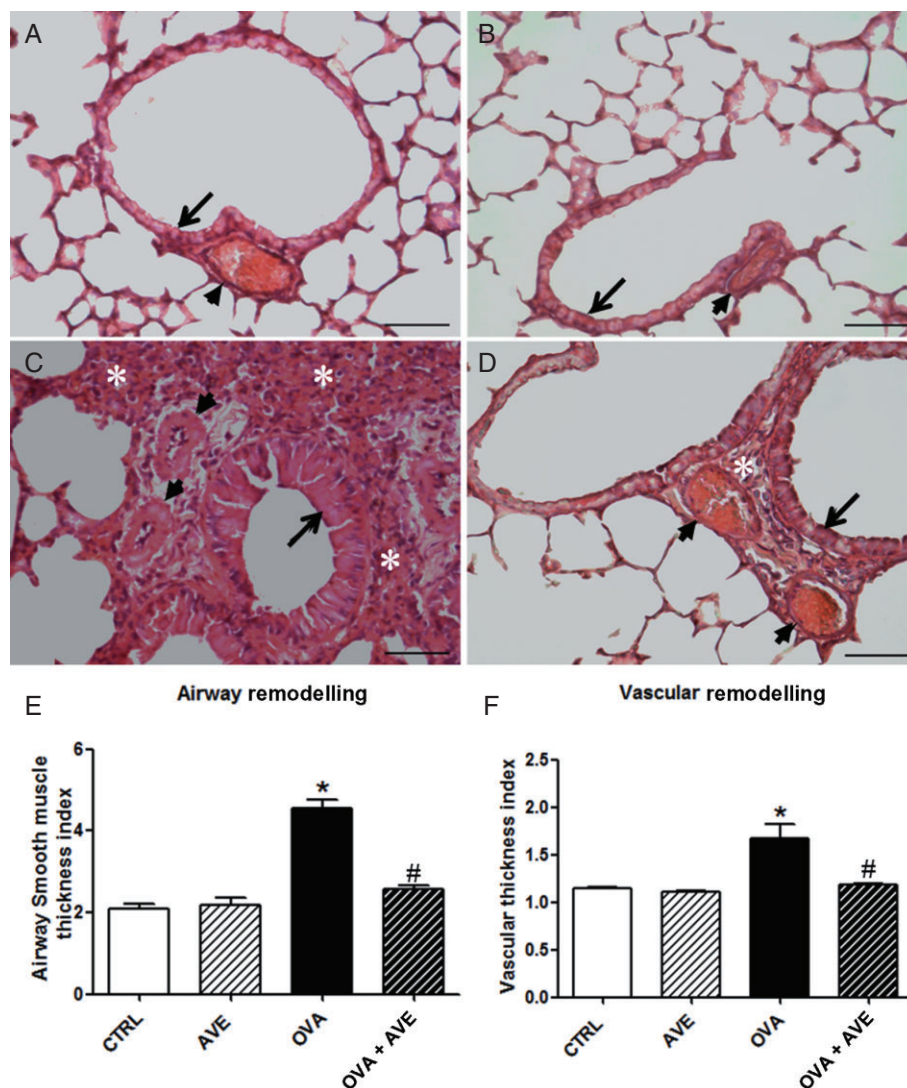 A
B
C
* *
*
D
*
Airway remodelling
Vascular remodelling
E
F
Airway Smooth muscle
thickness index
6
4
2
0
*
#
CTRL
AVE
OVA
OVA + AVE
Vascular thickness index
2.5
2.0
1.5
1.0
0.5
0.0
*
#
CTRL
AVE
OVA
OVA + AVE